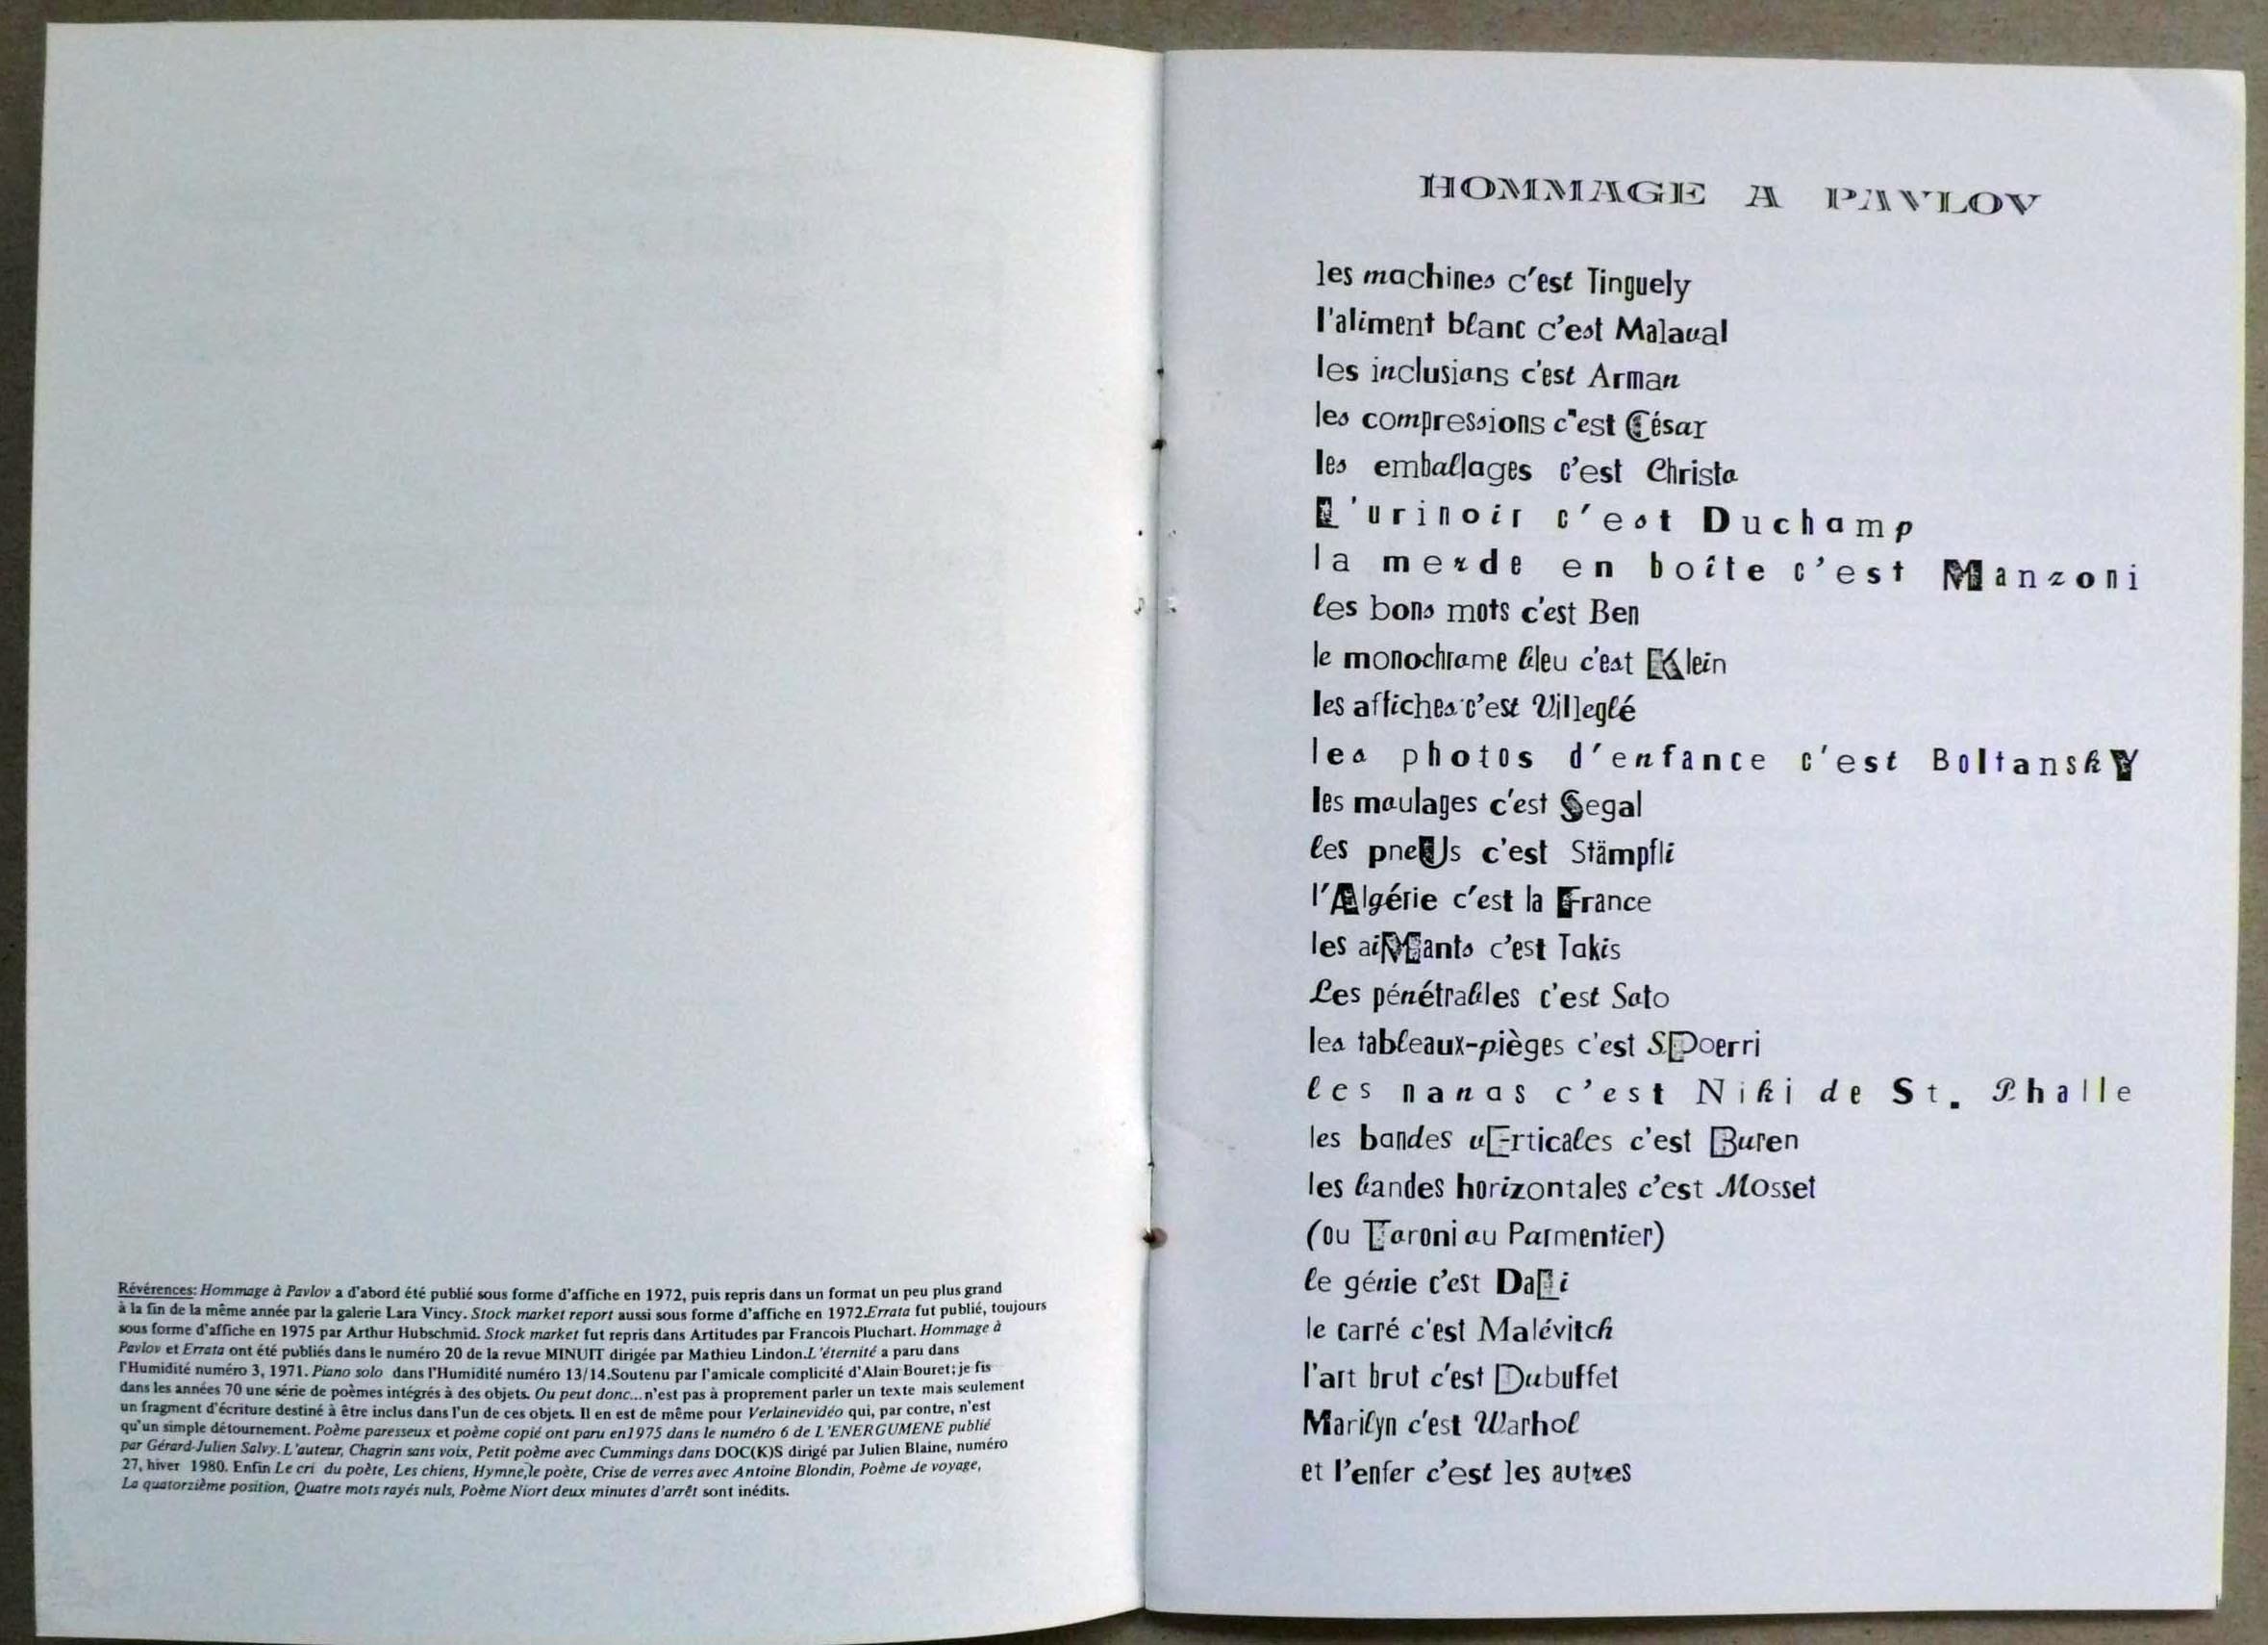 Révérences: Hommage à Pavlov a d'abord été publié sous forme d'affiche en 1972, puis repris dans un format un peu plus grand
à la fin de la même année par la galerie Lara Vincy. Stock market report aussi sous forme d'affiche en 1972.Errata fut publié, toujours
sous forme d'affiche en 1975 par Arthur Hubschmid. Stock market fut repris dans Artitudes par Francois Pluchart. Hommage à
Pavlov et Errata ont été publiés dans le numéro 20 de la revue MINUIT dirigée par Mathieu Lindon.L'éternité a paru dans
l'Humidité numéro 3, 1971. Piano solo dans l'Humidité numéro 13/14.Soutenu par l'amicale complicité d'Alain Bouret; je fis
dans les années 70 une série de poèmes intégrés à des objets. Ou peut donc... n'est pas à proprement parler un texte mais seulement
un fragment d'écriture destiné à être inclus dans l'un de ces objets. Il en est de même pour Verlainevidéo qui, par contre, n'est
qu'un simple détournement. Poème paresseux et poème copié ont paru en1975 dans le numéro 6 de L'ENERGUMENE publié
par Gérard-Julien Salvy. L'auteur, Chagrin sans voix, Petit poème avec Cummings dans DOC(K)S dirigé par Julien Blaine, numéro
27, hiver 1980. Enfin Le cri du poète, Les chiens, Hymne, le poète, Crise de verres avec Antoine Blondin, Poème de voyage,
La quatorzième position, Quatre mots rayés nuls, Poème Niort deux minutes d'arrêt sont inédits.
HOMMAGE A PAVLOV
les machines c'est Tinguely
l'aliment blanc c'est Malaval
les inclusions c'est Arman
les compressions c'est César
les emballages c'est Christo
L'urinoir c'est Duchamp
la merde en boîte c'est Manzoni
les bons mots c'est Ben
le monochrome bleu c'est Klein
les affiches c'est Villeglé
les photos d'enfance c'est BoltanskY
les moulages c'est Segal
les pneUs c'est Stämpfli
l'Algérie c'est la France
les aiMants c'est Takis
Les pénétrables c'est Soto
les tableaux-pièges c'est SPoerri
les nanas c'est Niki de St. Phalle
les bandes vErticales c'est Buren
les bandes horizontales c'est Mosset
(ou Toroni ou Parmentier)
le génie c'est DaLi
le carré c'est Malévitch
l'art brut c'est Dubuffet
Marilyn c'est Warhol
et l'enfer c'est les autres